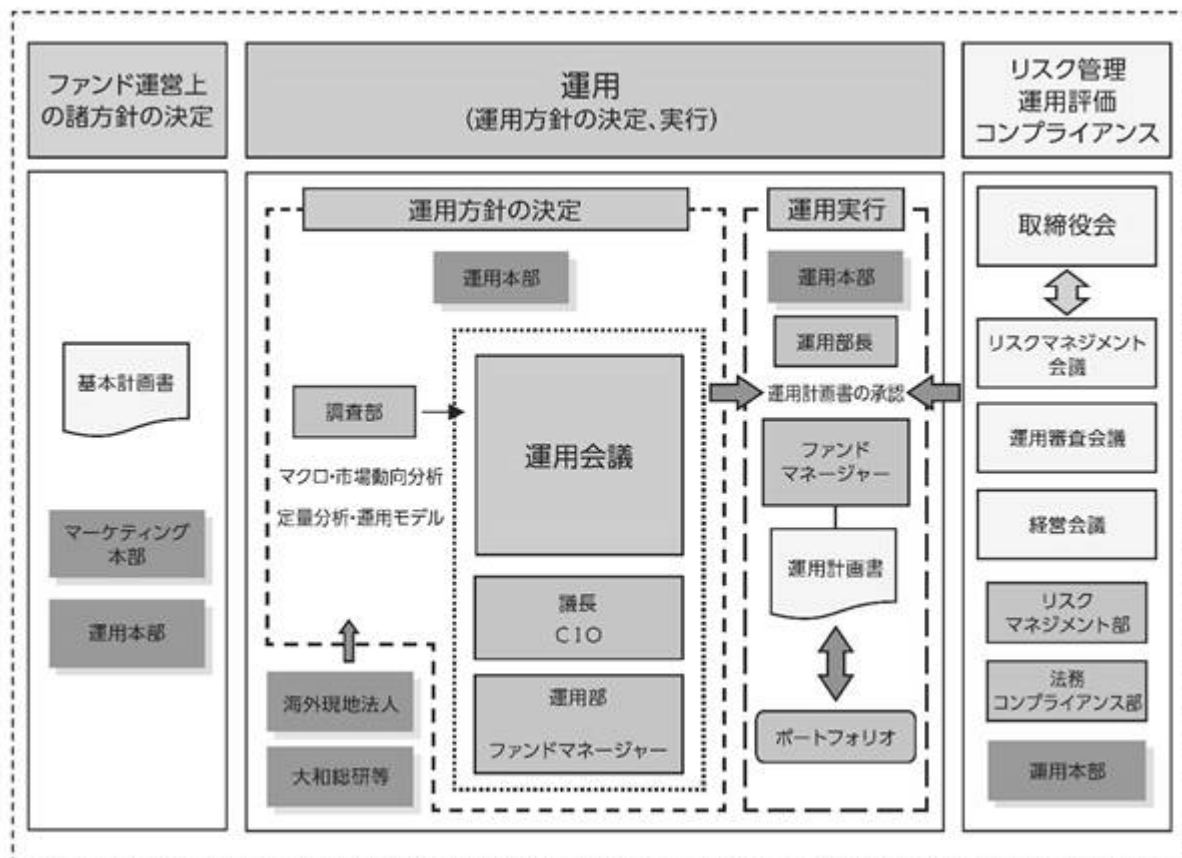 ファンド運営上
の諸方針の決定
運用
(運用方針の決定、実行)
リスク管理
運用評価
コンプライアンス
基本計画書
マーケティング
本部
運用本部
運用方針の決定
運用本部
調査部
マクロ・市場動向分析
定量分析・運用モデル
海外現地法人
大和総研等
運用会議
議長
CIO
運用部
ファンドマネージャー
運用実行
運用本部
運用部長
運用計画書の承認
ファンド
マネージャー
運用計画書
ポートフォリオ
取締役会
リスクマネジメント
会議
運用審査会議
経営会議
リスク
マネジメント部
法務
コンプライアンス部
運用本部